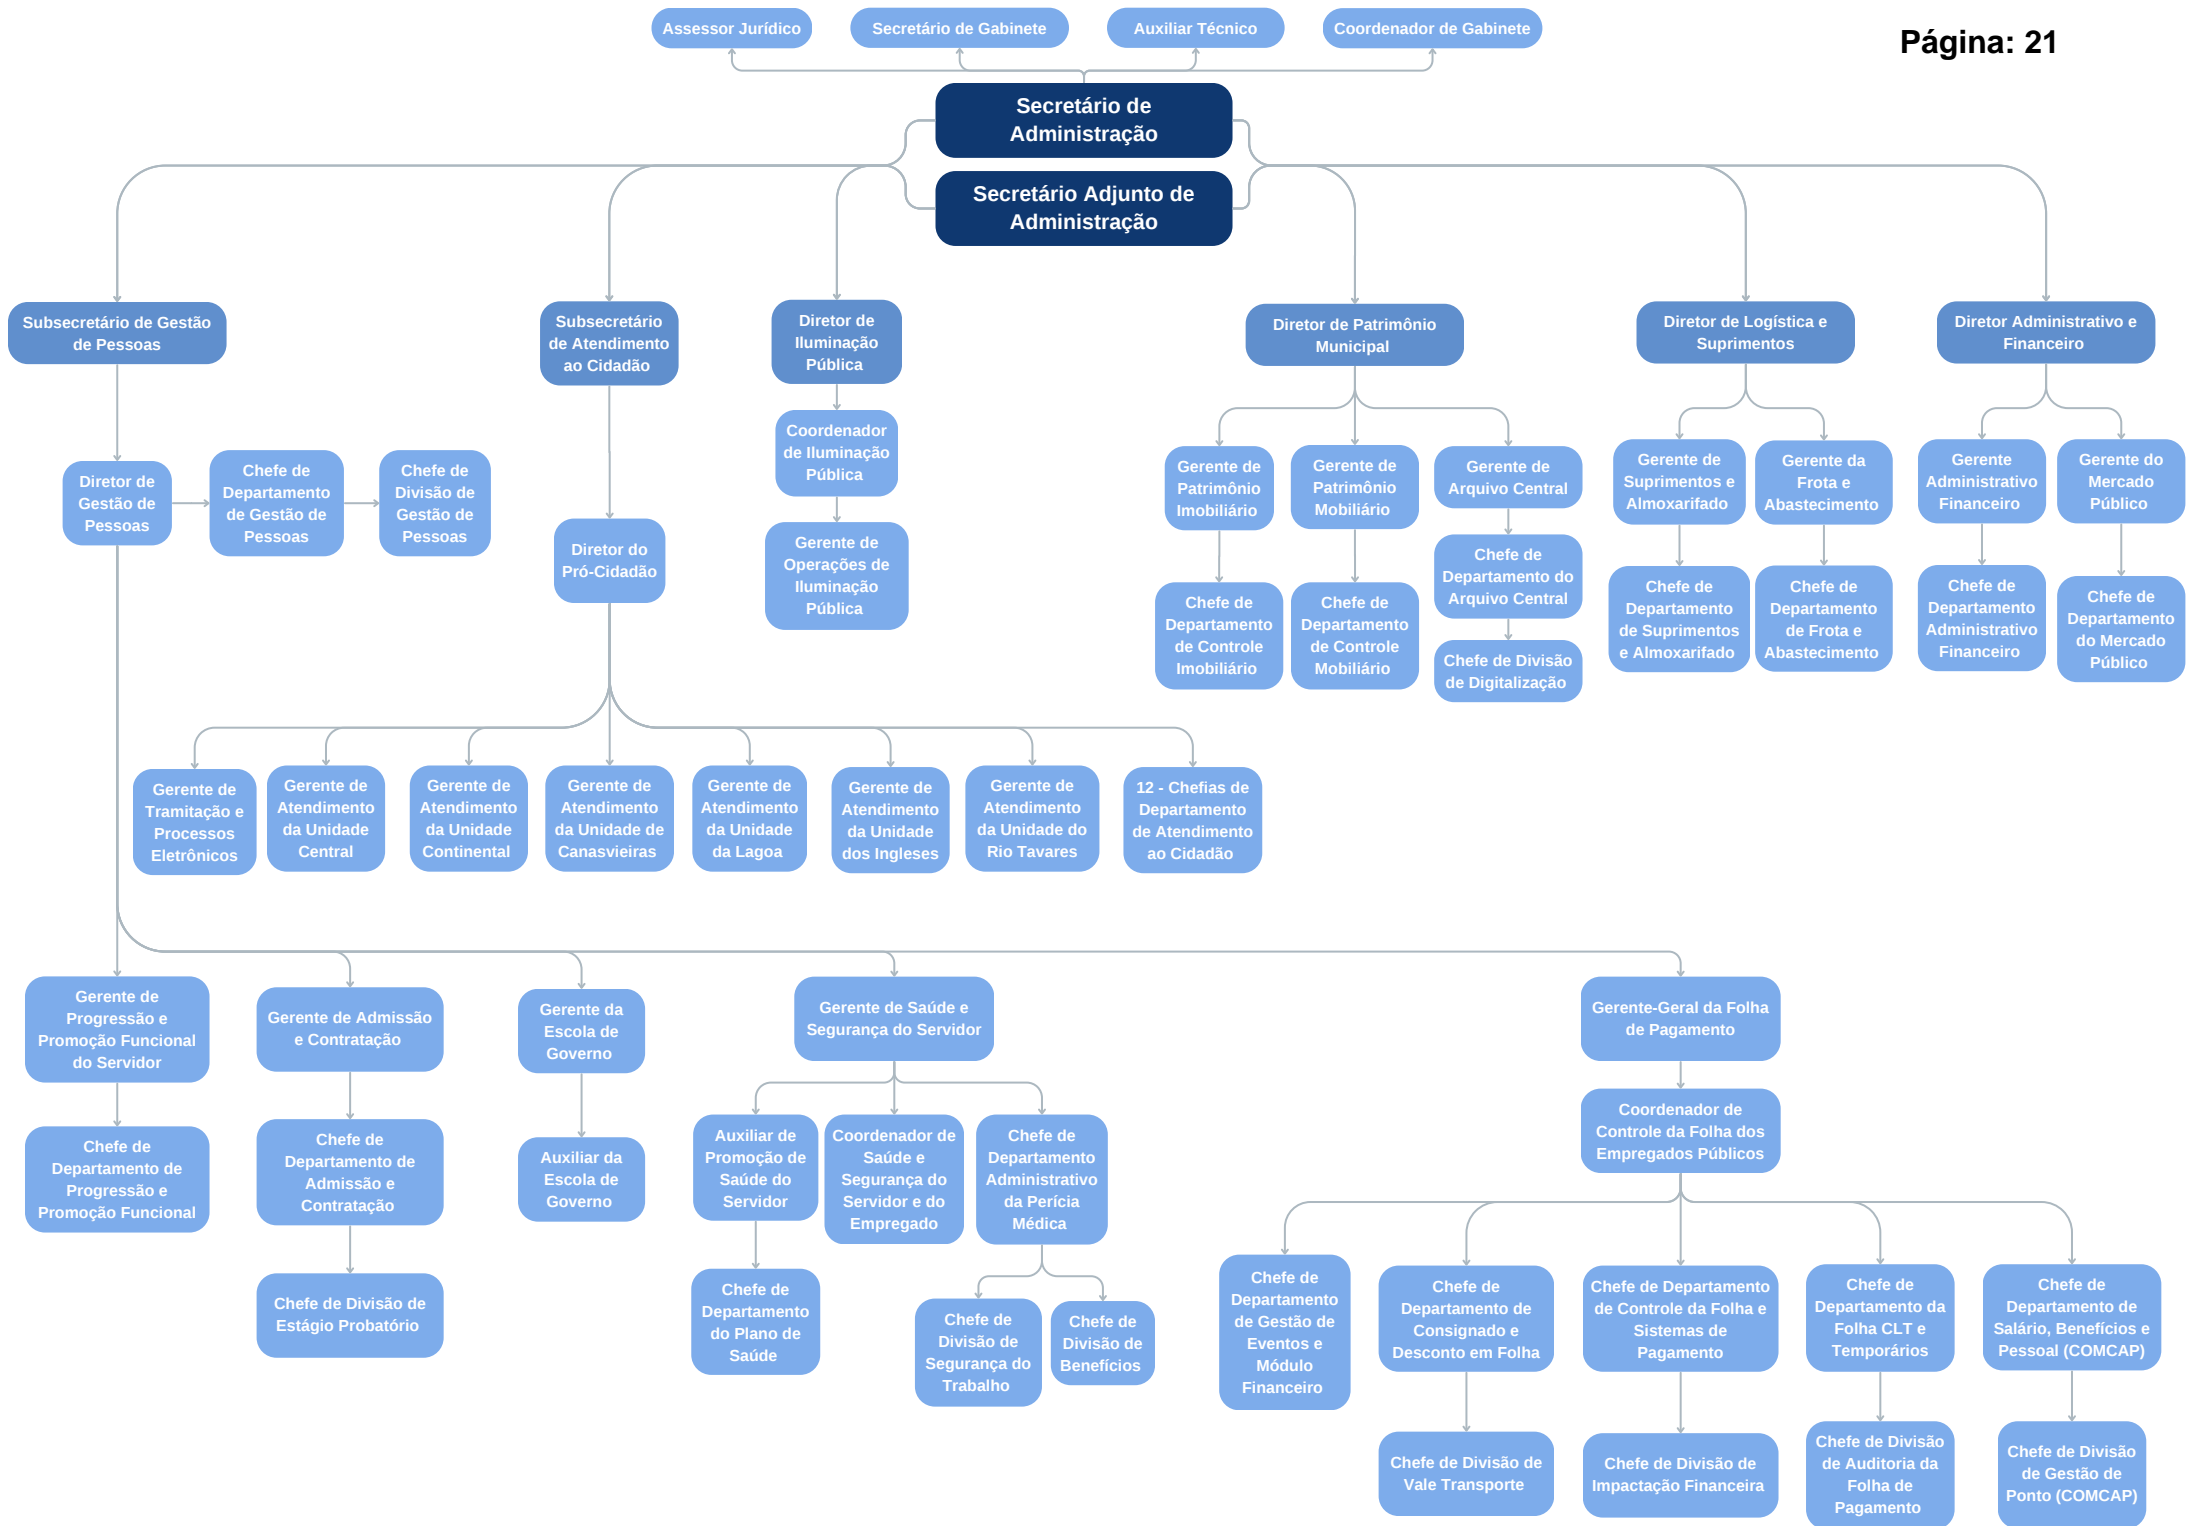 Assessor Jurídico
Secretário de Gabinete
Auxiliar Técnico
Coordenador de Gabinete
Página: 21
Secretário de
Administração
Secretário Adjunto de
Administração
Subsecretário de Gestão
de Pessoas
Subsecretário
de Atendimento
ao Cidadão
Diretor de
Iluminação
Pública
Diretor de Patrimônio
Municipal
Diretor de Logística e
Suprimentos
Diretor Administrativo e
Financeiro
Diretor de
Gestão de
Pessoas
Chefe de
Departamento
de Gestão de
Pessoas
Chefe de
Divisão de
Gestão de
Pessoas
Diretor do
Pró-Cidadão
Coordenador
de Iluminação
Pública
Gerente de
Operações de
Iluminação
Pública
Gerente de
Patrimônio
Imobiliário
Gerente de
Patrimônio
Mobiliário
Gerente de
Arquivo Central
Chefe de
Departamento do
Arquivo Central
Chefe de
Departamento
de Controle
Imobiliário
Chefe de
Departamento
de Controle
Mobiliário
Chefe de Divisão
de Digitalização
Gerente de
Suprimentos e
Almoxarifado
Gerente da
Frota e
Abastecimento
Chefe de
Departamento
de Suprimentos
e Almoxarifado
Chefe de
Departamento
de Frota e
Abastecimento
Gerente
Administrativo
Financeiro
Gerente do
Mercado
Público
Chefe de
Departamento
Administrativo
Financeiro
Chefe de
Departamento
do Mercado
Público
Gerente de
Tramitação e
Processos
Eletrônicos
Gerente de
Atendimento
da Unidade
Central
Gerente de
Atendimento
da Unidade
Continental
Gerente de
Atendimento
da Unidade de
Canasvieiras
Gerente de
Atendimento
da Unidade
da Lagoa
Gerente de
Atendimento
da Unidade
dos Ingleses
Gerente de
Atendimento
da Unidade do
Rio Tavares
12 - Chefias de
Departamento
de Atendimento
ao Cidadão
Gerente de
Progressão e
Promoção Funcional
do Servidor
Gerente de Admissão
e Contratação
Gerente da
Escola de
Governo
Gerente de Saúde e
Segurança do Servidor
Gerente-Geral da Folha
de Pagamento
Chefe de
Departamento de
Progressão e
Promoção Funcional
Chefe de
Departamento de
Admissão e
Contratação
Auxiliar da
Escola de
Governo
Auxiliar de
Promoção de
Saúde do
Servidor
Coordenador de
Saúde e
Segurança do
Servidor e do
Empregado
Chefe de
Departamento
Administrativo
da Perícia
Médica
Coordenador de
Controle da Folha dos
Empregados Públicos
Chefe de Divisão de
Estágio Probatório
Chefe de
Departamento
do Plano de
Saúde
Chefe de
Divisão de
Segurança do
Trabalho
Chefe de
Divisão de
Benefícios
Chefe de
Departamento
de Gestão de
Eventos e
Módulo
Financeiro
Chefe de
Departamento de
Consignado e
Desconto em Folha
Chefe de Departamento
de Controle da Folha e
Sistemas de
Pagamento
Chefe de
Departamento da
Folha CLT e
Temporários
Chefe de
Departamento de
Salário, Benefícios e
Pessoal (COMCAP)
Chefe de Divisão de
Vale Transporte
Chefe de Divisão de
Impactação Financeira
Chefe de Divisão
de Auditoria da
Folha de
Pagamento
Chefe de Divisão
de Gestão de
Ponto (COMCAP)